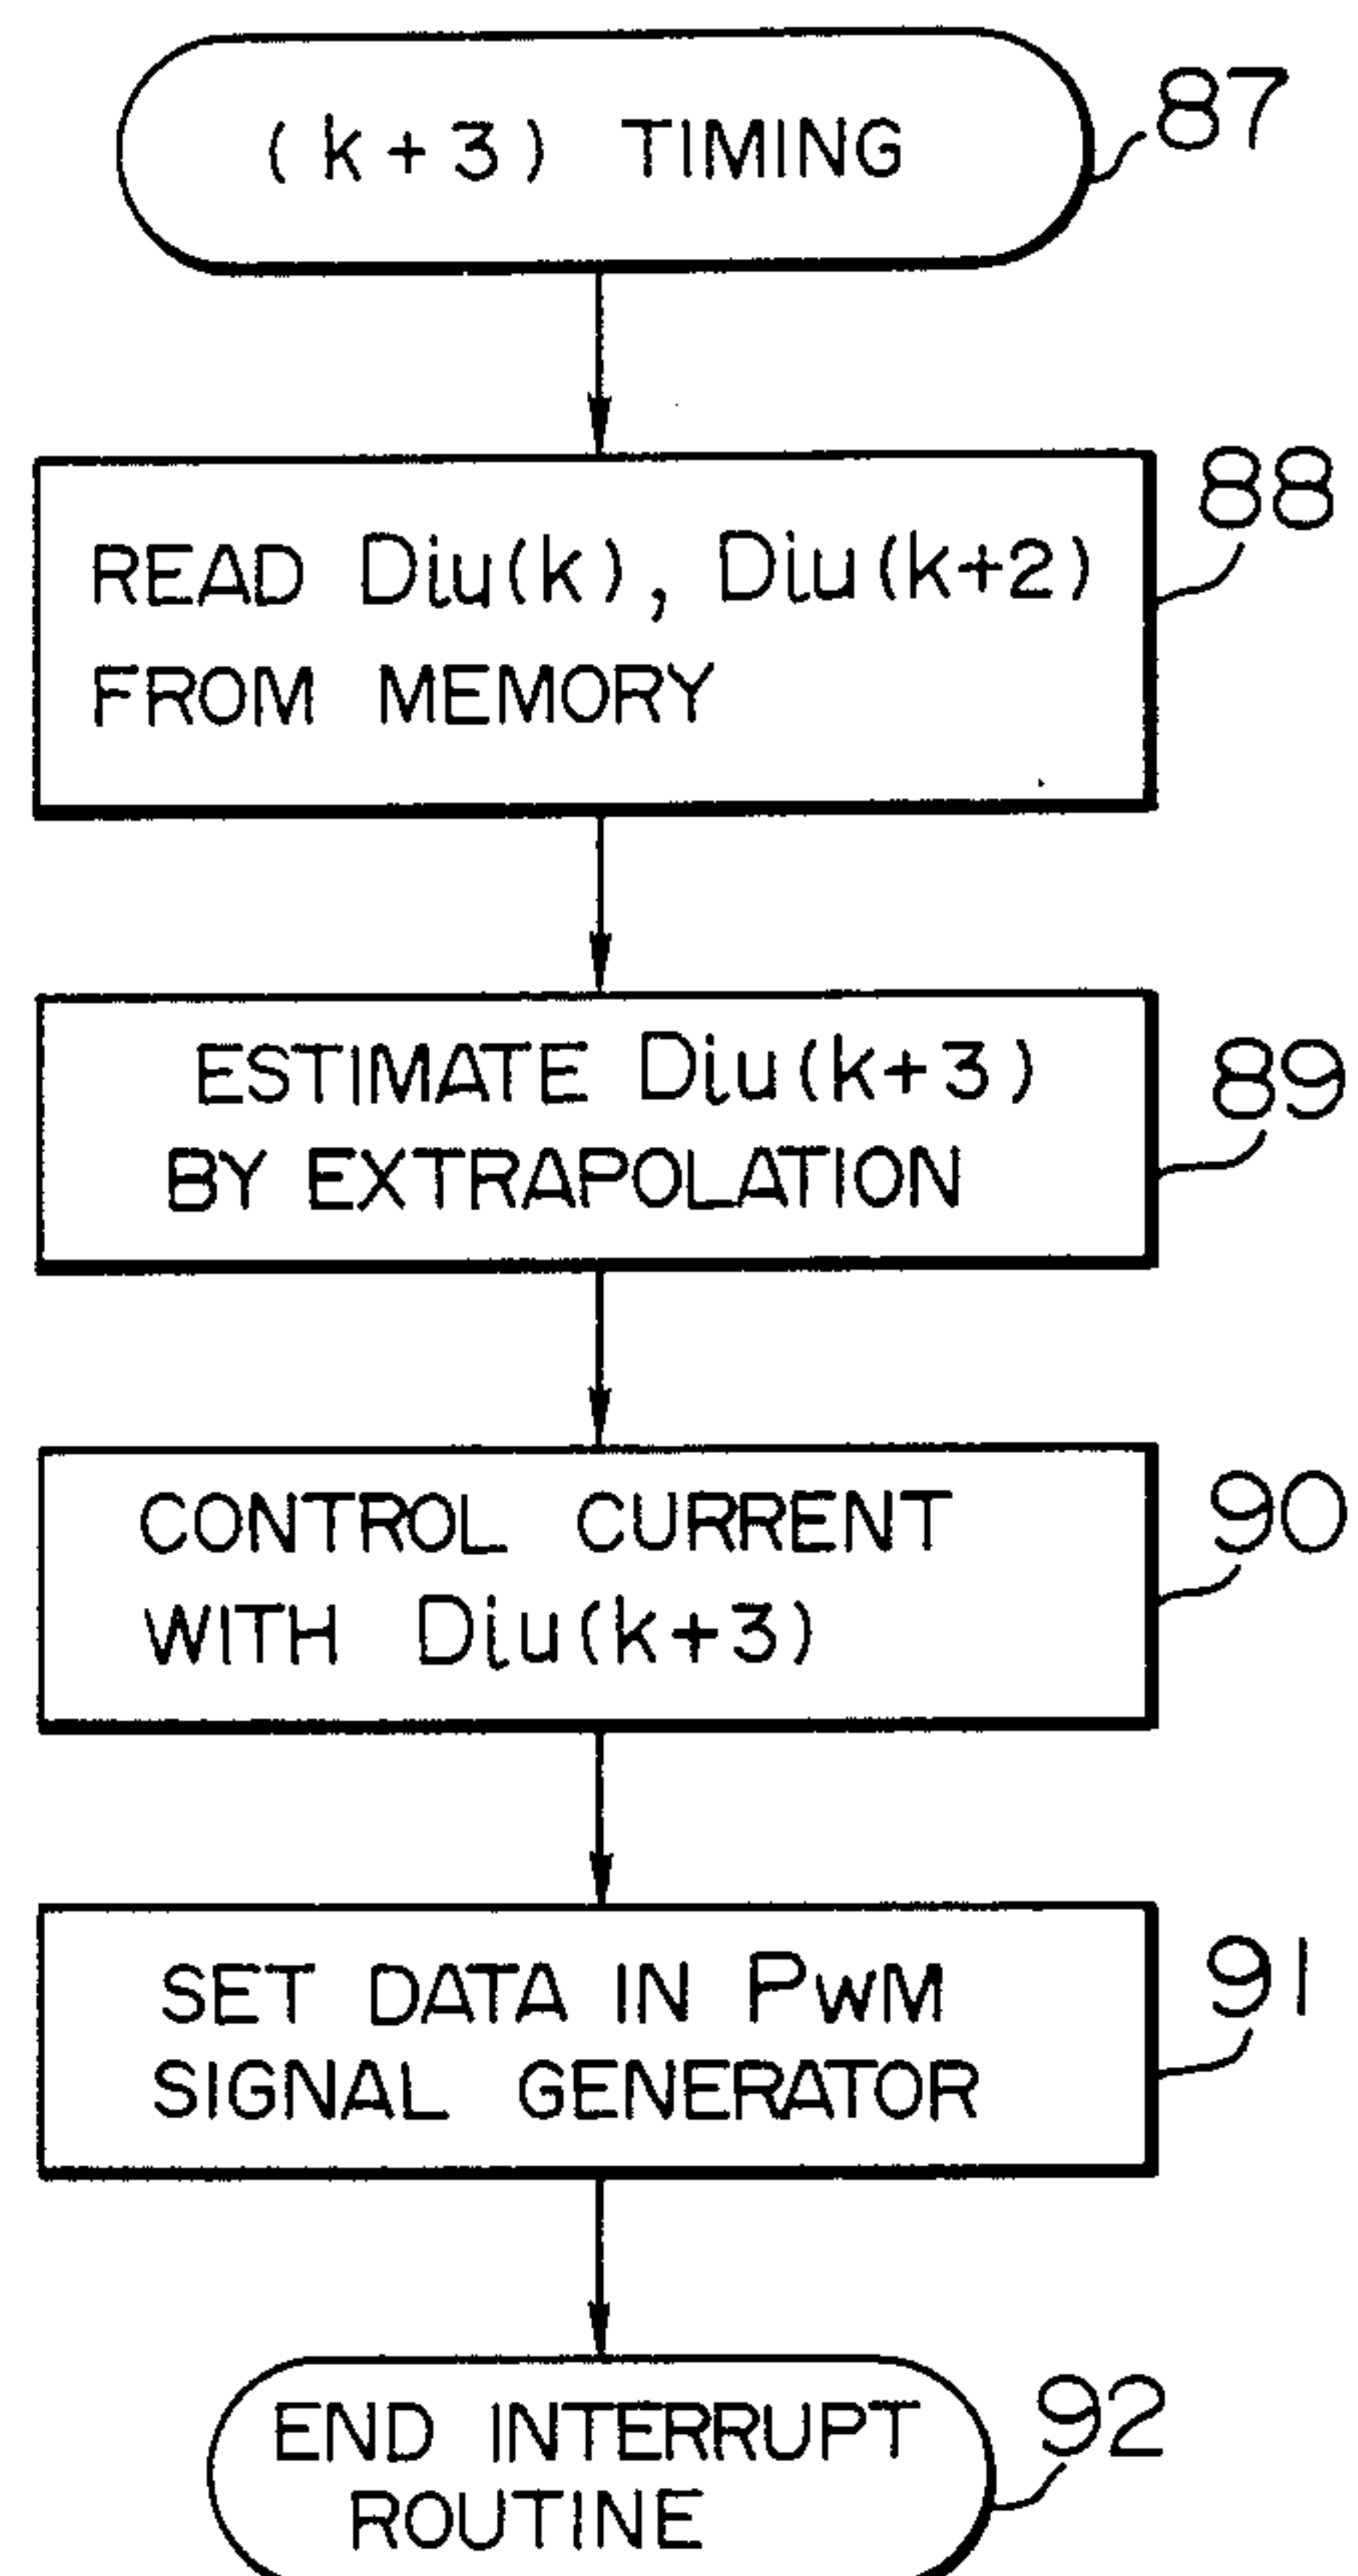 (k+3) TIMING
87
88
READ Diu(k), Diu(k+2)
FROM MEMORY
89
ESTIMATE Diu(k+3)
BY EXTRAPOLATION
90
CONTROL CURRENT
WITH Diu(k+3)
91
SET DATA IN PWM
SIGNAL GENERATOR
92
END INTERRUPT
ROUTINE